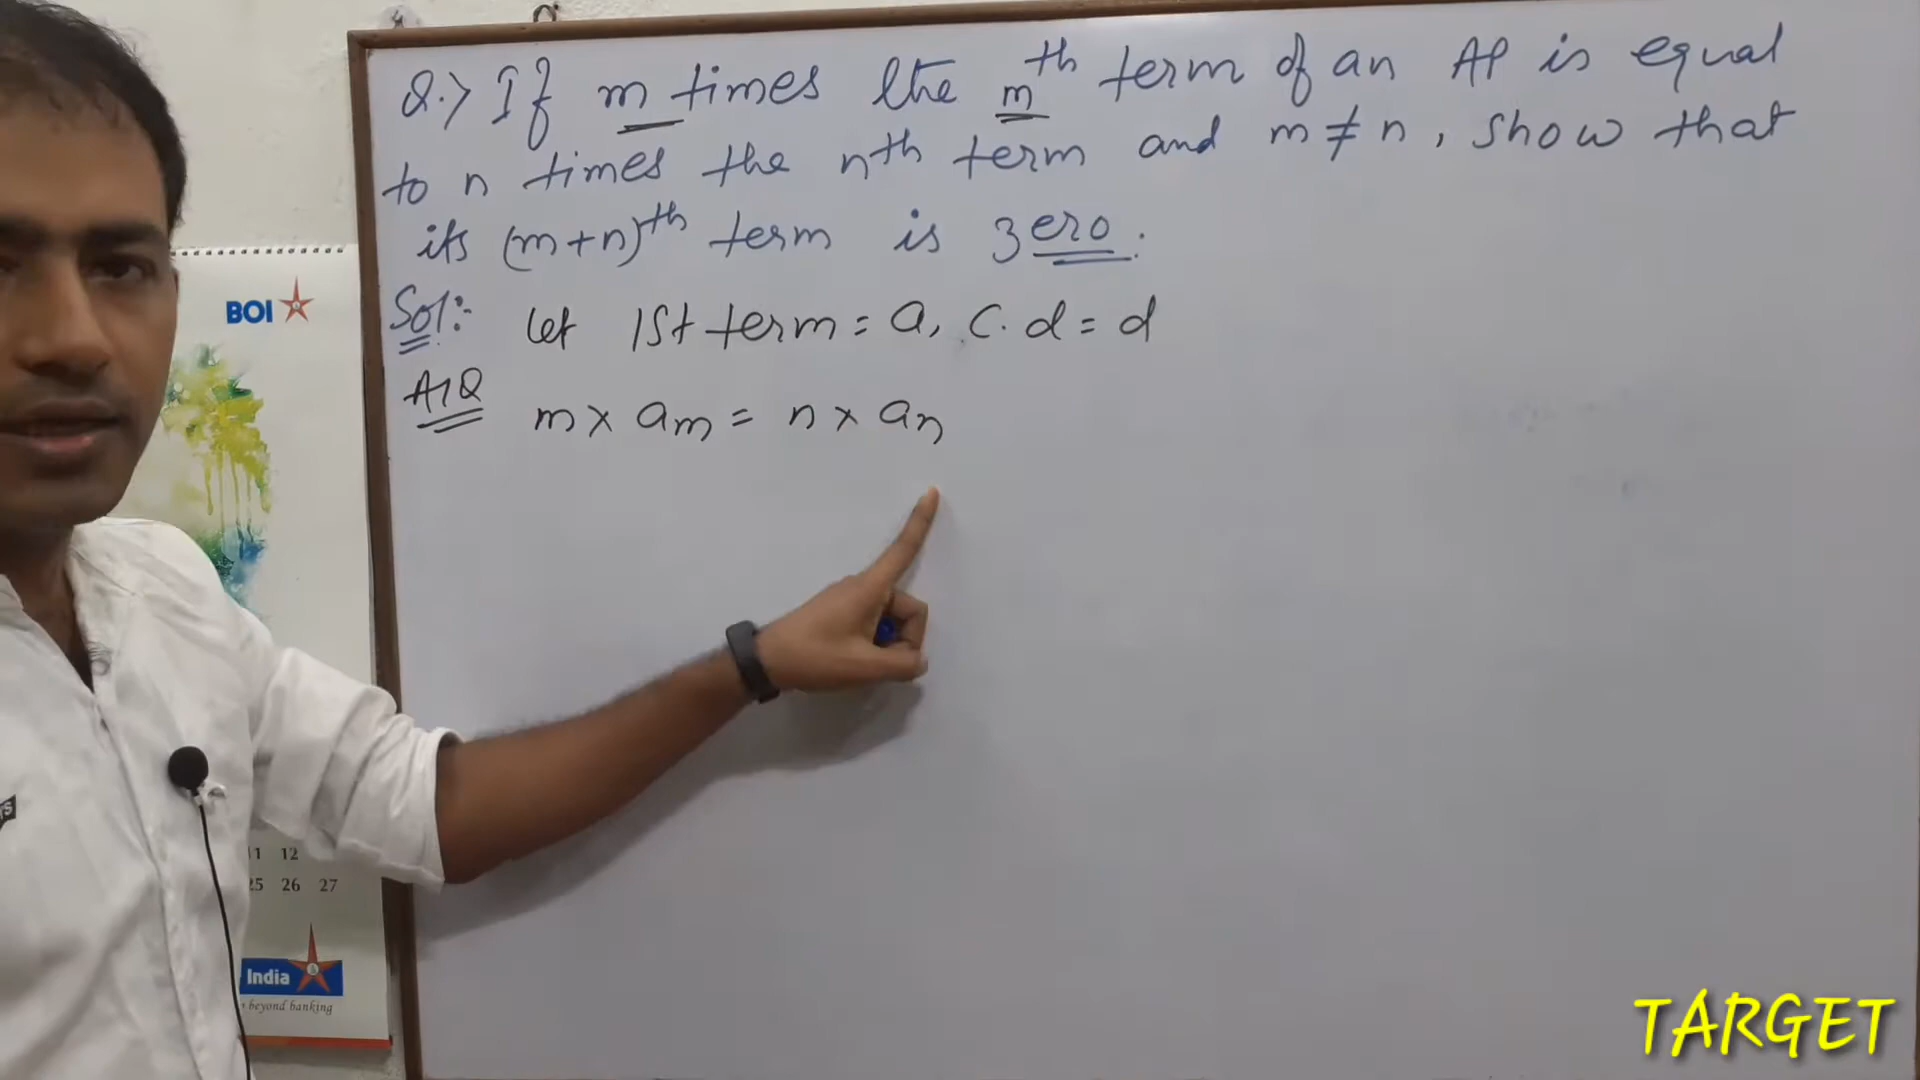 Q.> If m times the mth term of an AP is equal
to n times the nth term and m ≠ n, show that
its (m+n)th term is zero.
Sol:- Let 1st term = a, C.d = d
A/Q m × am = n × an
BOI
11 12
25 26 27
India
beyond banking
TARGET